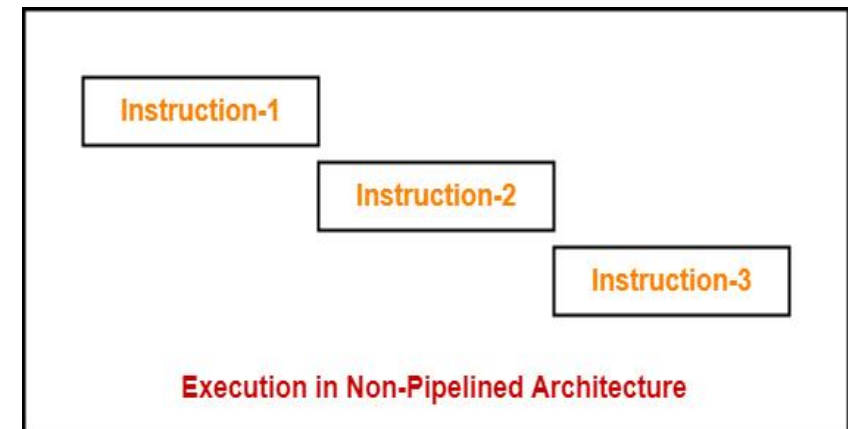 Instruction-1
Instruction-2
Instruction-3
Execution in Non-Pipelined Architecture